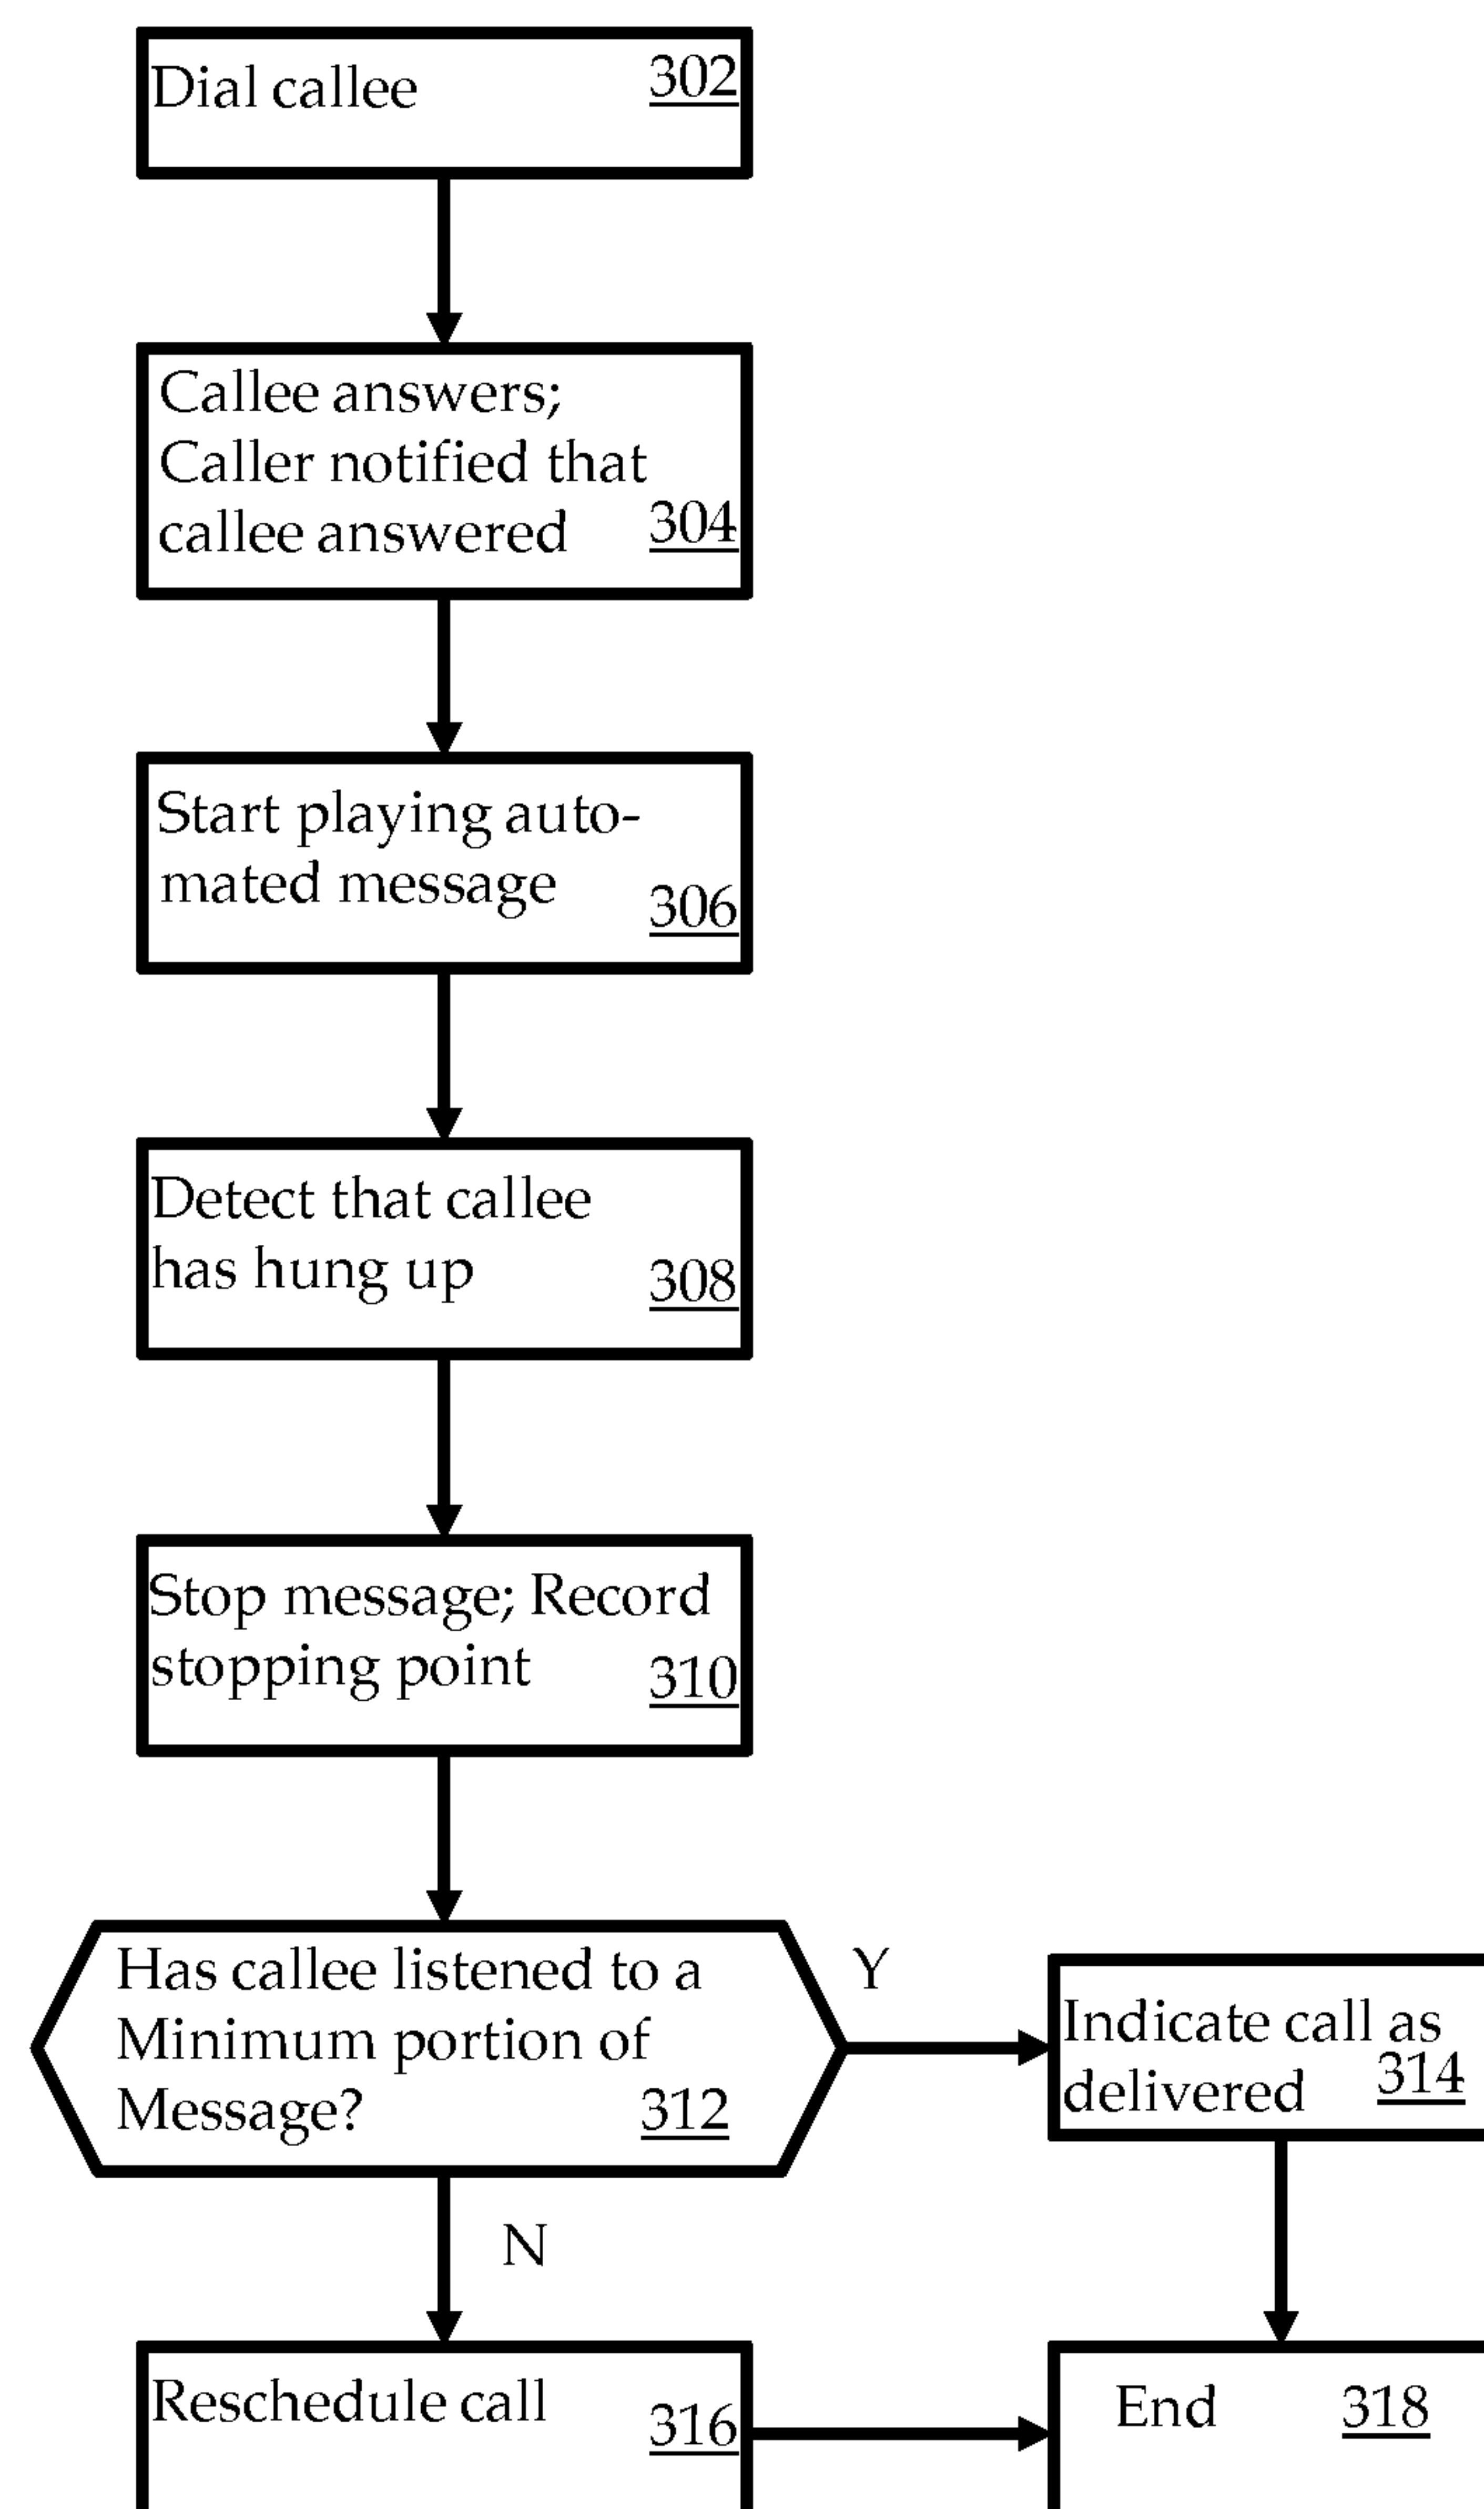 Dial callee 302
Callee answers;
Caller notified that
callee answered 304
Start playing auto-
mated message 306
Detect that callee
has hung up 308
Stop message; Record
stopping point 310
Has callee listened to a
Minimum portion of
Message? 312
Y
Indicate call as
delivered 314
N
Reschedule call 316
End 318